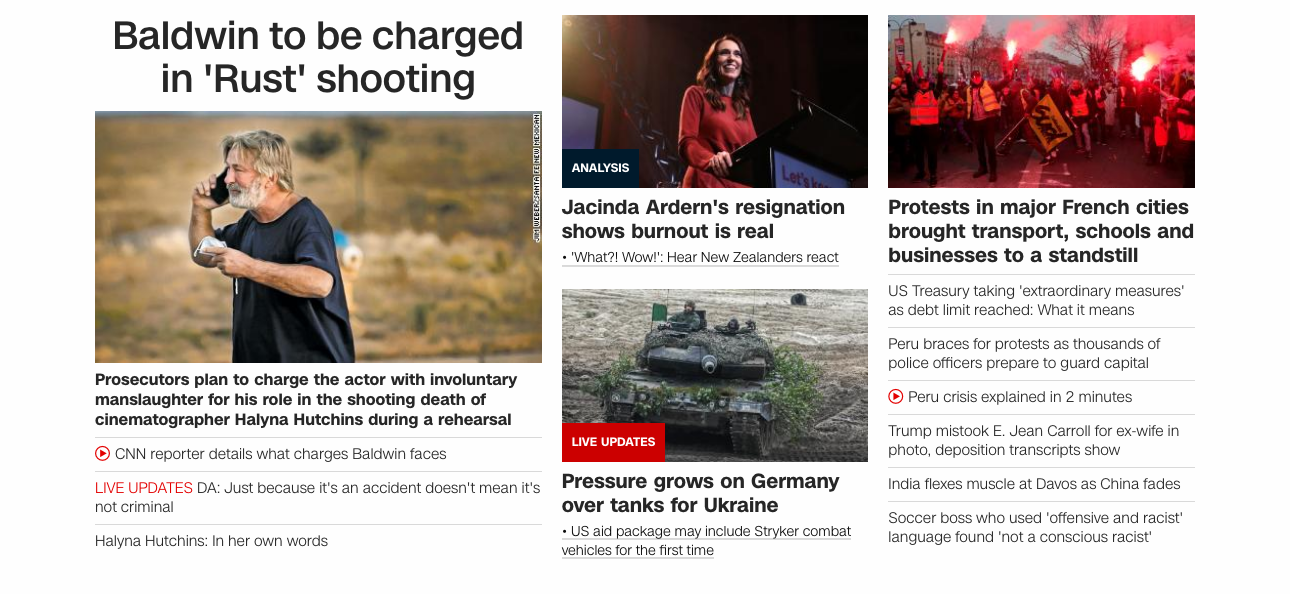 Baldwin to be charged
in 'Rust' shooting
JIM WEBER/SANTA FE NEW MEXICAN
Prosecutors plan to charge the actor with involuntary
manslaughter for his role in the shooting death of
cinematographer Halyna Hutchins during a rehearsal
CNN reporter details what charges Baldwin faces
LIVE UPDATES DA: Just because it's an accident doesn't mean it's
not criminal
Halyna Hutchins: In her own words
Let's
ANALYSIS
Jacinda Ardern's resignation
shows burnout is real
• 'What?! Wow!': Hear New Zealanders react
LIVE UPDATES
Pressure grows on Germany
over tanks for Ukraine
• US aid package may include Stryker combat
vehicles for the first time
Protests in major French cities
brought transport, schools and
businesses to a standstill
US Treasury taking 'extraordinary measures'
as debt limit reached: What it means
Peru braces for protests as thousands of
police officers prepare to guard capital
Peru crisis explained in 2 minutes
Trump mistook E. Jean Carroll for ex-wife in
photo, deposition transcripts show
India flexes muscle at Davos as China fades
Soccer boss who used 'offensive and racist'
language found 'not a conscious racist'